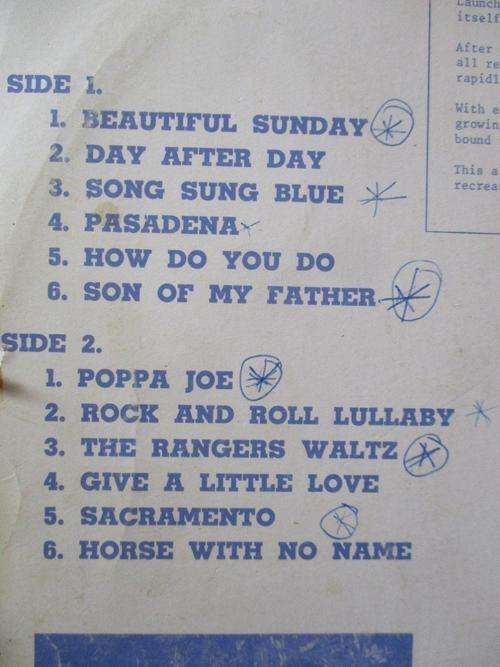 SIDE 1.
1. BEAUTIFUL SUNDAY
2. DAY AFTER DAY
3. SONG SUNG BLUE
4. PASADENA
5. HOW DO YOU DO
6. SON OF MY FATHER
SIDE 2.
1. POPPA JOE
2. ROCK AND ROLL LULLABY
3. THE RANGERS WALTZ
4. GIVE A LITTLE LOVE
5. SACRAMENTO
6. HORSE WITH NO NAME
itself
After
all re
rapidl
With e
growin
bound
This a
recrea